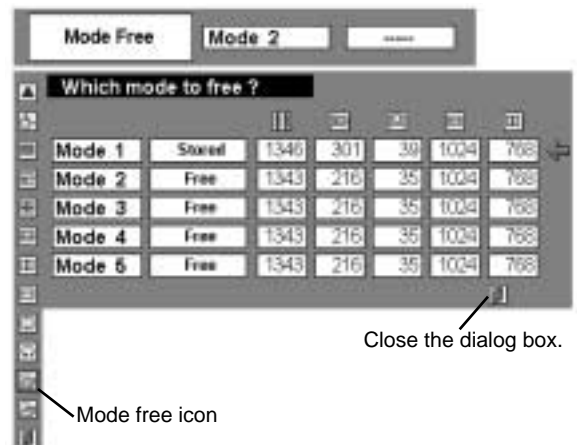 Mode Free Mode 2 -----
Which mode to free ?
Mode 1 Stored 1346 301 39 1024 768
Mode 2 Free 1343 216 35 1024 768
Mode 3 Free 1343 216 35 1024 768
Mode 4 Free 1343 216 35 1024 768
Mode 5 Free 1343 216 35 1024 768
Close the dialog box.
Mode free icon